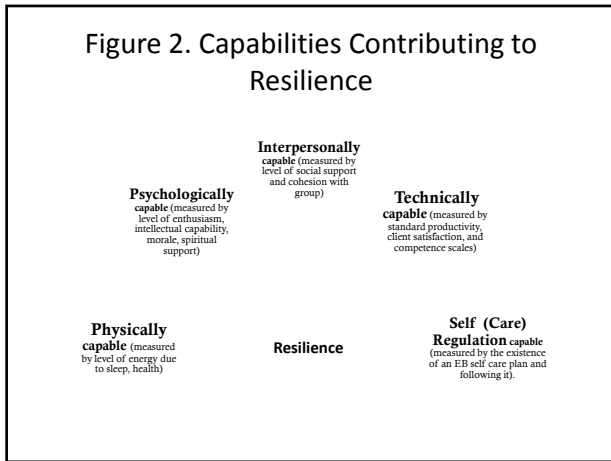 Figure 2. Capabilities Contributing to
Resilience
Interpersonally
capable (measured by
level of social support
and cohesion with
group)
Psychologically
capable (measured by
level of enthusiasm,
intellectual capability,
morale, spiritual
support)
Technically
capable (measured by
standard productivity,
client satisfaction, and
competence scales)
Physically
capable (measured
by level of energy due
to sleep, health)
Resilience
Self (Care)
Regulation capable
(measured by the existence
of an EB self care plan and
following it).